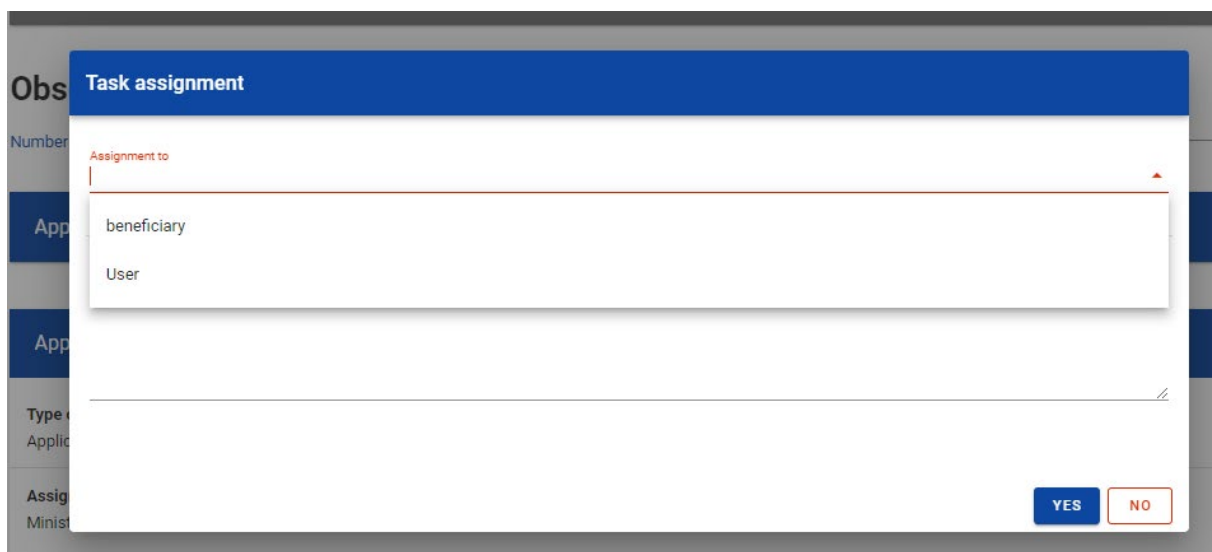 Obs
Task assignment
Number
Assignment to
App
beneficiary
User
App
Type
Applic
Assig
Minist
YES
NO